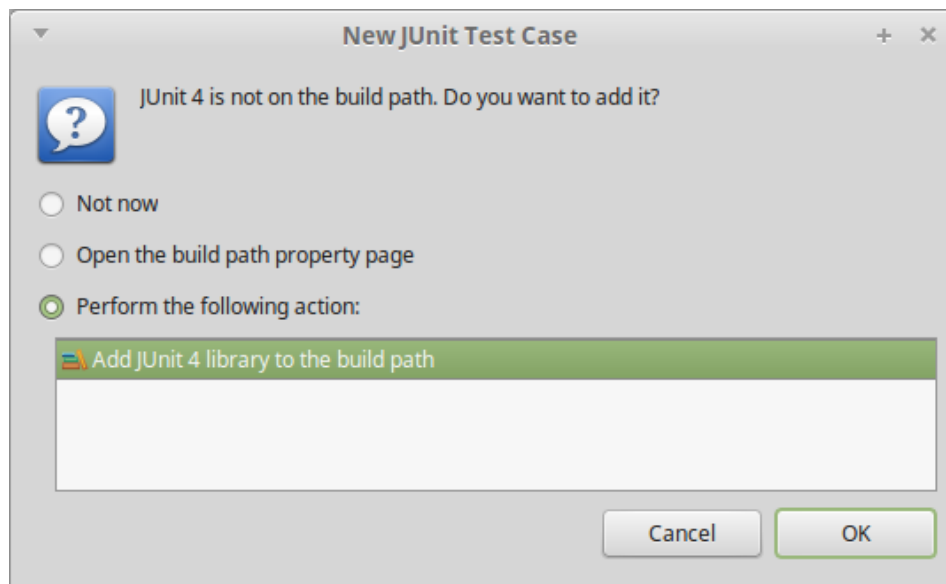 New JUnit Test Case
JUnit 4 is not on the build path. Do you want to add it?
Not now
Open the build path property page
Perform the following action:
Add JUnit 4 library to the build path
Cancel
OK